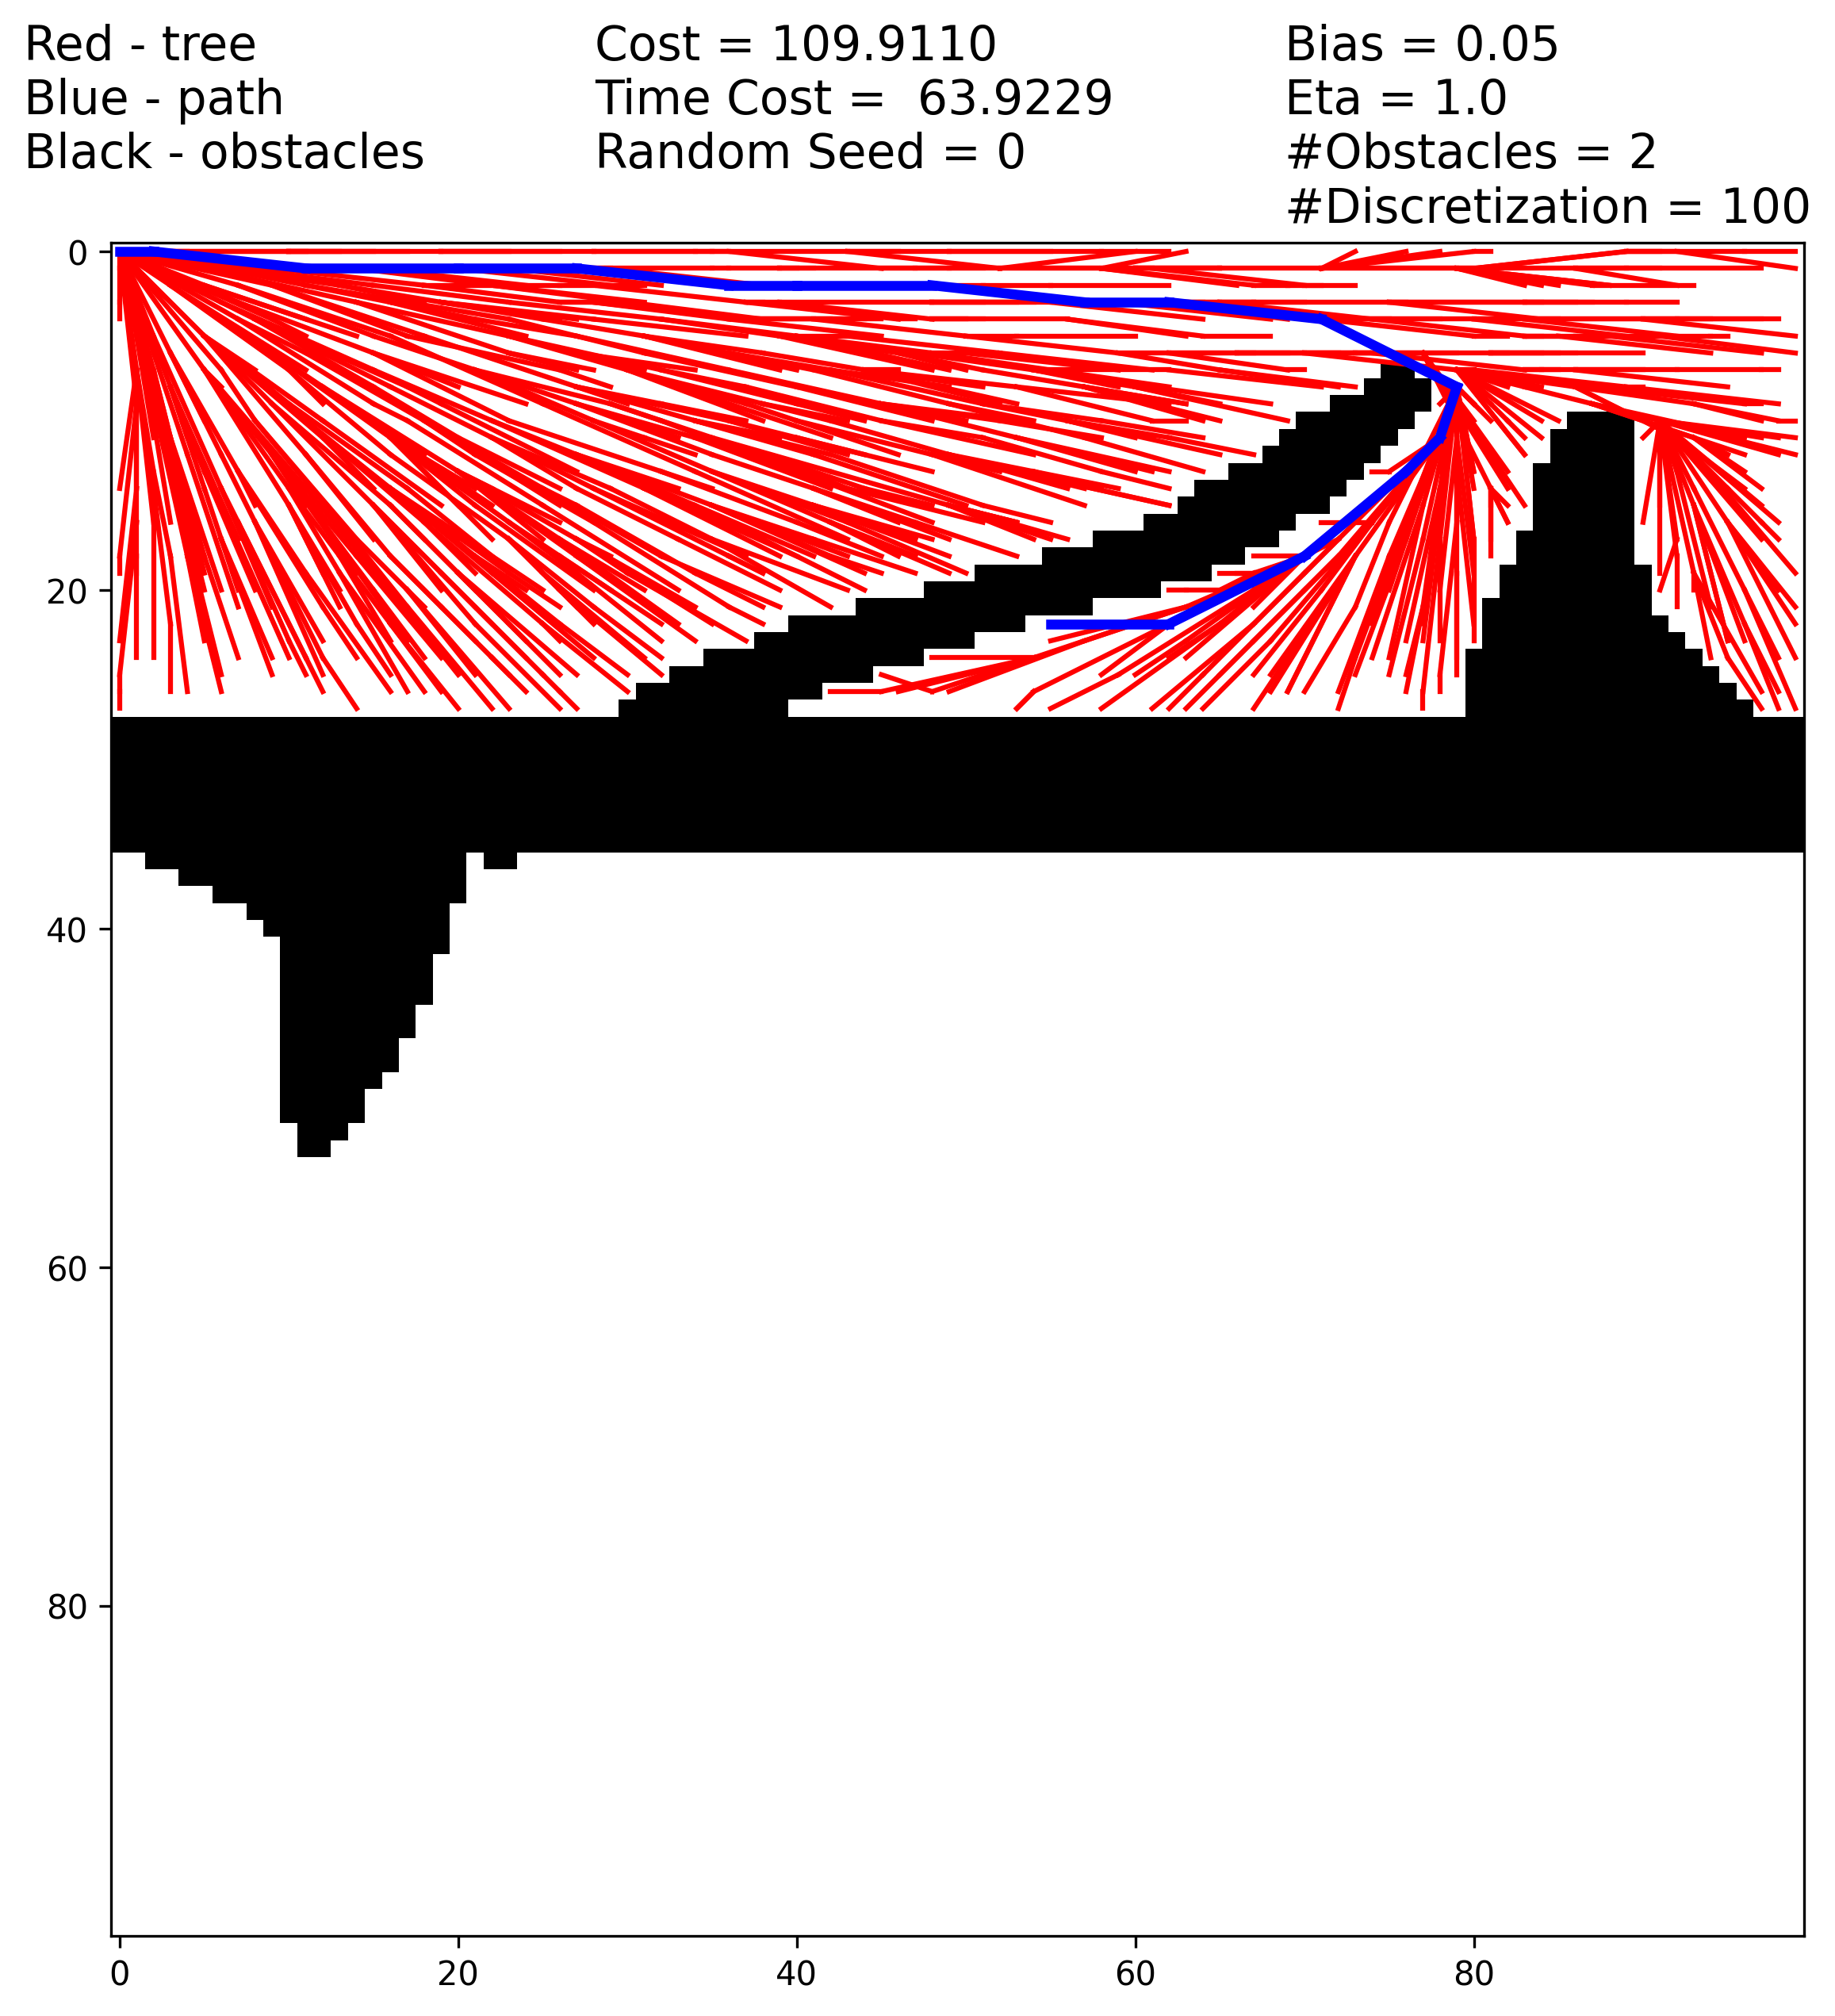 Red - tree
Blue - path
Black - obstacles
Cost = 109.9110
Time Cost =  63.9229
Random Seed = 0
Bias = 0.05
Eta = 1.0
#Obstacles = 2
#Discretization = 100
0
20
40
60
80
0
20
40
60
80